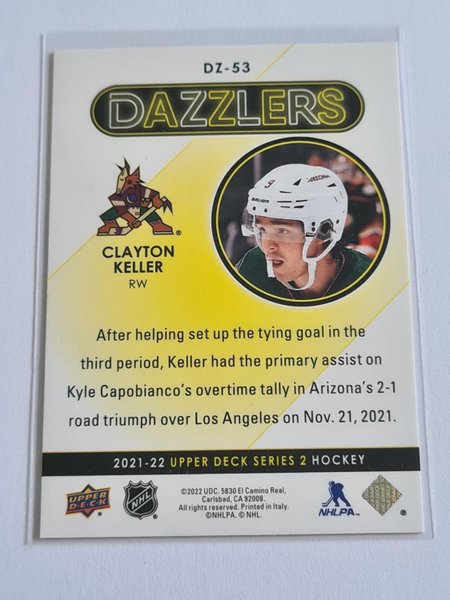 DZ-53
DAZZLERS
9
ARIZONA
BAUER
®
CLAYTON
KELLER
RW
After helping set up the tying goal in the
third period, Keller had the primary assist on
Kyle Capobianco's overtime tally in Arizona's 2-1
road triumph over Los Angeles on Nov. 21, 2021.
2021-22 UPPER DECK SERIES 2 HOCKEY
UPPER
DECK
NHL
©2022 UDC. 5830 El Camino Real,
Carlsbad, CA 92008.
All rights reserved. Printed in Italy.
©NHLPA. © NHL.
NHLPA
®